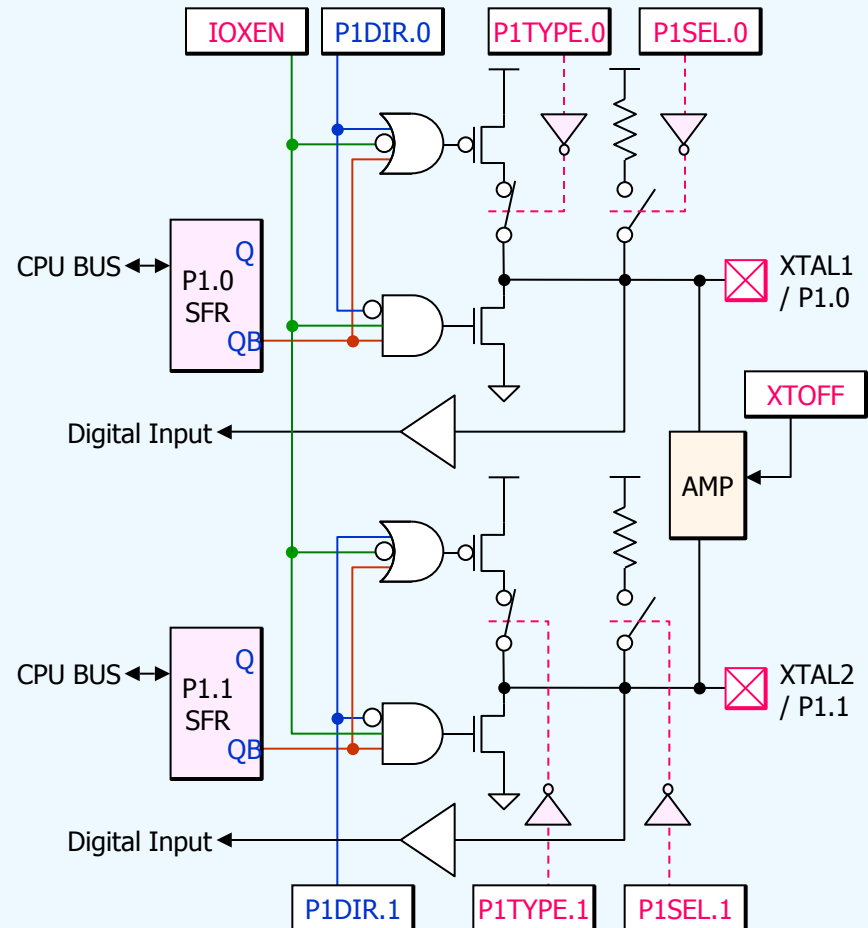 IOXEN
P1DIR.0
P1TYPE.0
P1SEL.0
CPU BUS
Q
P1.0
SFR
QB
XTAL1
/ P1.0
XTOFF
Digital Input
AMP
CPU BUS
Q
P1.1
SFR
QB
XTAL2
/ P1.1
Digital Input
P1DIR.1
P1TYPE.1
P1SEL.1